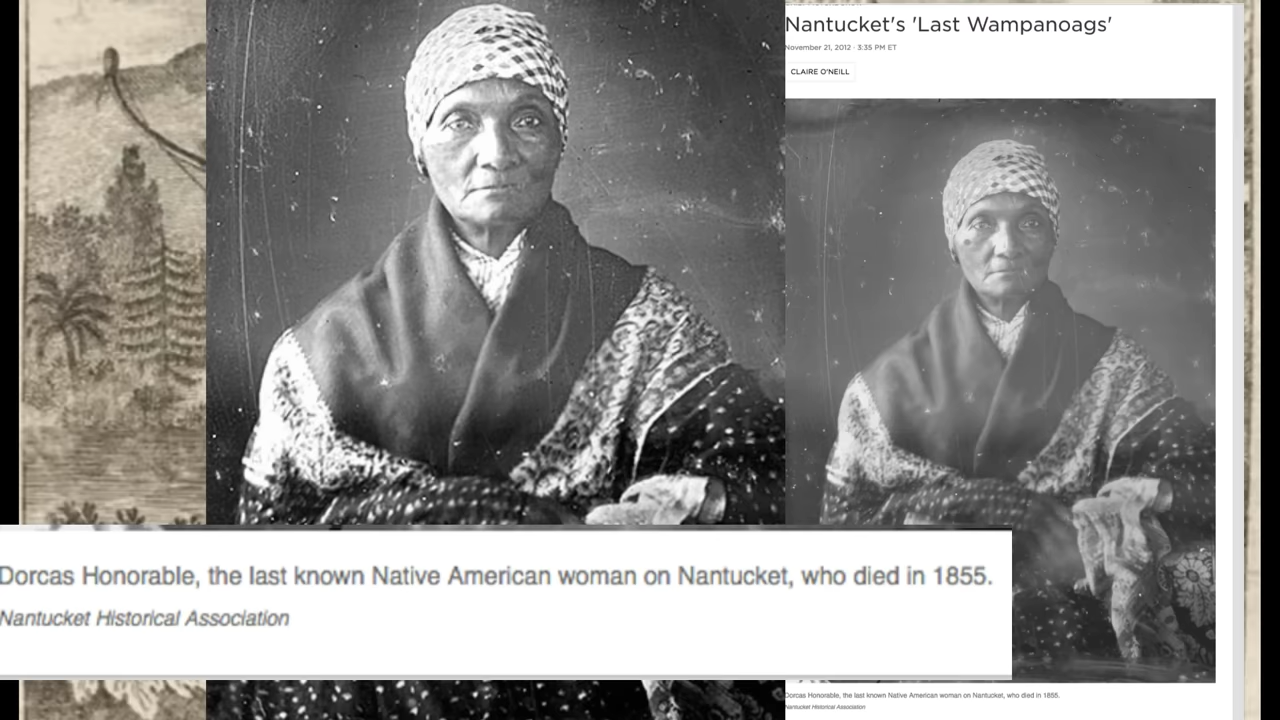 Nantucket's 'Last Wampanoags'
November 21, 2012 · 3:35 PM ET
CLAIRE O'NEILL
Dorcas Honorable, the last known Native American woman on Nantucket, who died in 1855.
Nantucket Historical Association
Dorcas Honorable, the last known Native American woman on Nantucket, who died in 1855.
Nantucket Historical Association